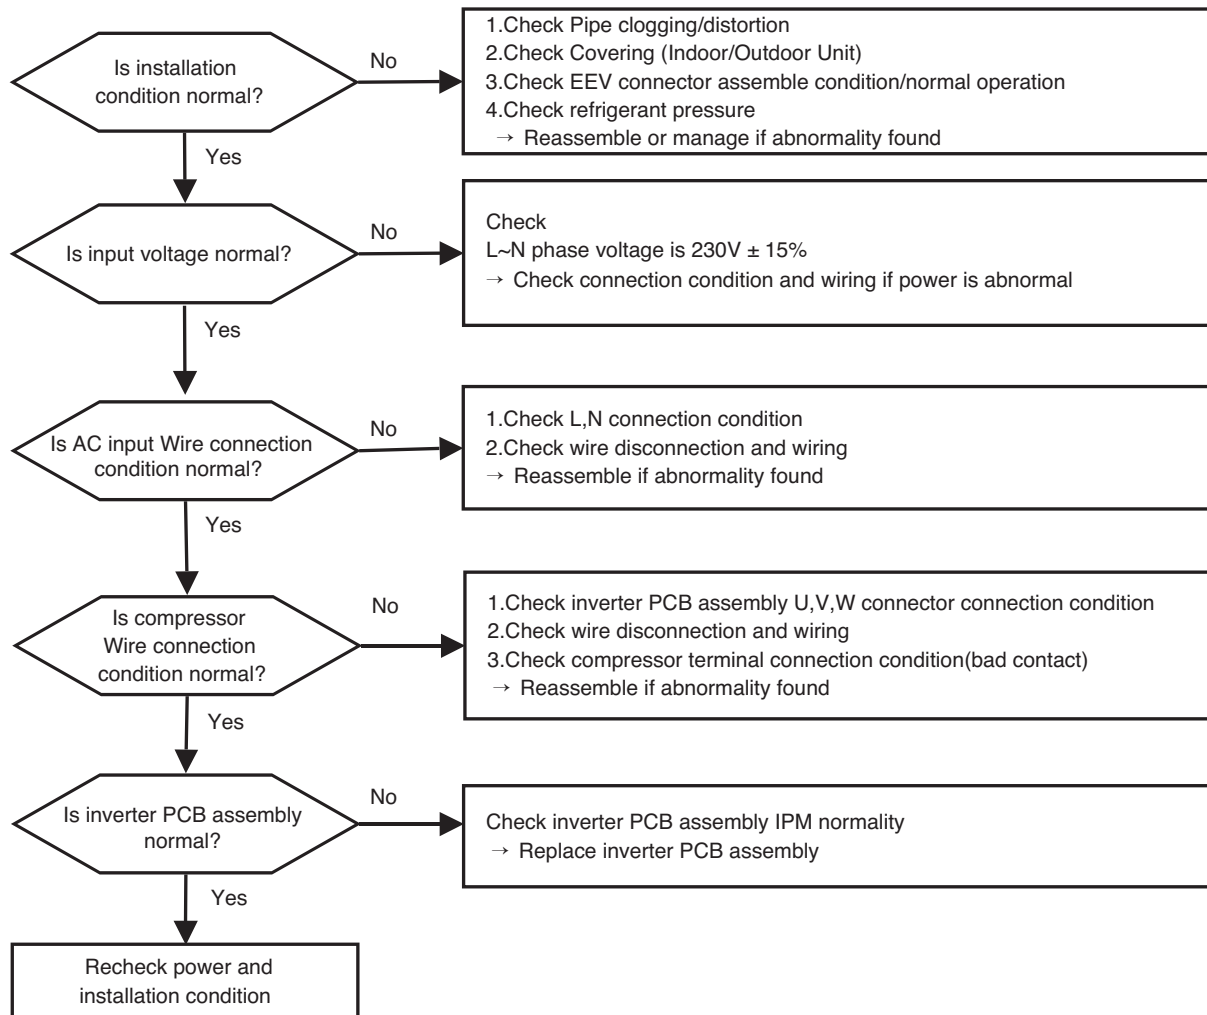 Is installation
condition normal?
No
1.Check Pipe clogging/distortion
2.Check Covering (Indoor/Outdoor Unit)
3.Check EEV connector assemble condition/normal operation
4.Check refrigerant pressure
→ Reassemble or manage if abnormality found
Yes
Is input voltage normal?
No
Check
L~N phase voltage is 230V ± 15%
→ Check connection condition and wiring if power is abnormal
Yes
Is AC input Wire connection
condition normal?
No
1.Check L,N connection condition
2.Check wire disconnection and wiring
→ Reassemble if abnormality found
Yes
Is compressor
Wire connection
condition normal?
No
1.Check inverter PCB assembly U,V,W connector connection condition
2.Check wire disconnection and wiring
3.Check compressor terminal connection condition(bad contact)
→ Reassemble if abnormality found
Yes
Is inverter PCB assembly
normal?
No
Check inverter PCB assembly IPM normality
→ Replace inverter PCB assembly
Yes
Recheck power and
installation condition